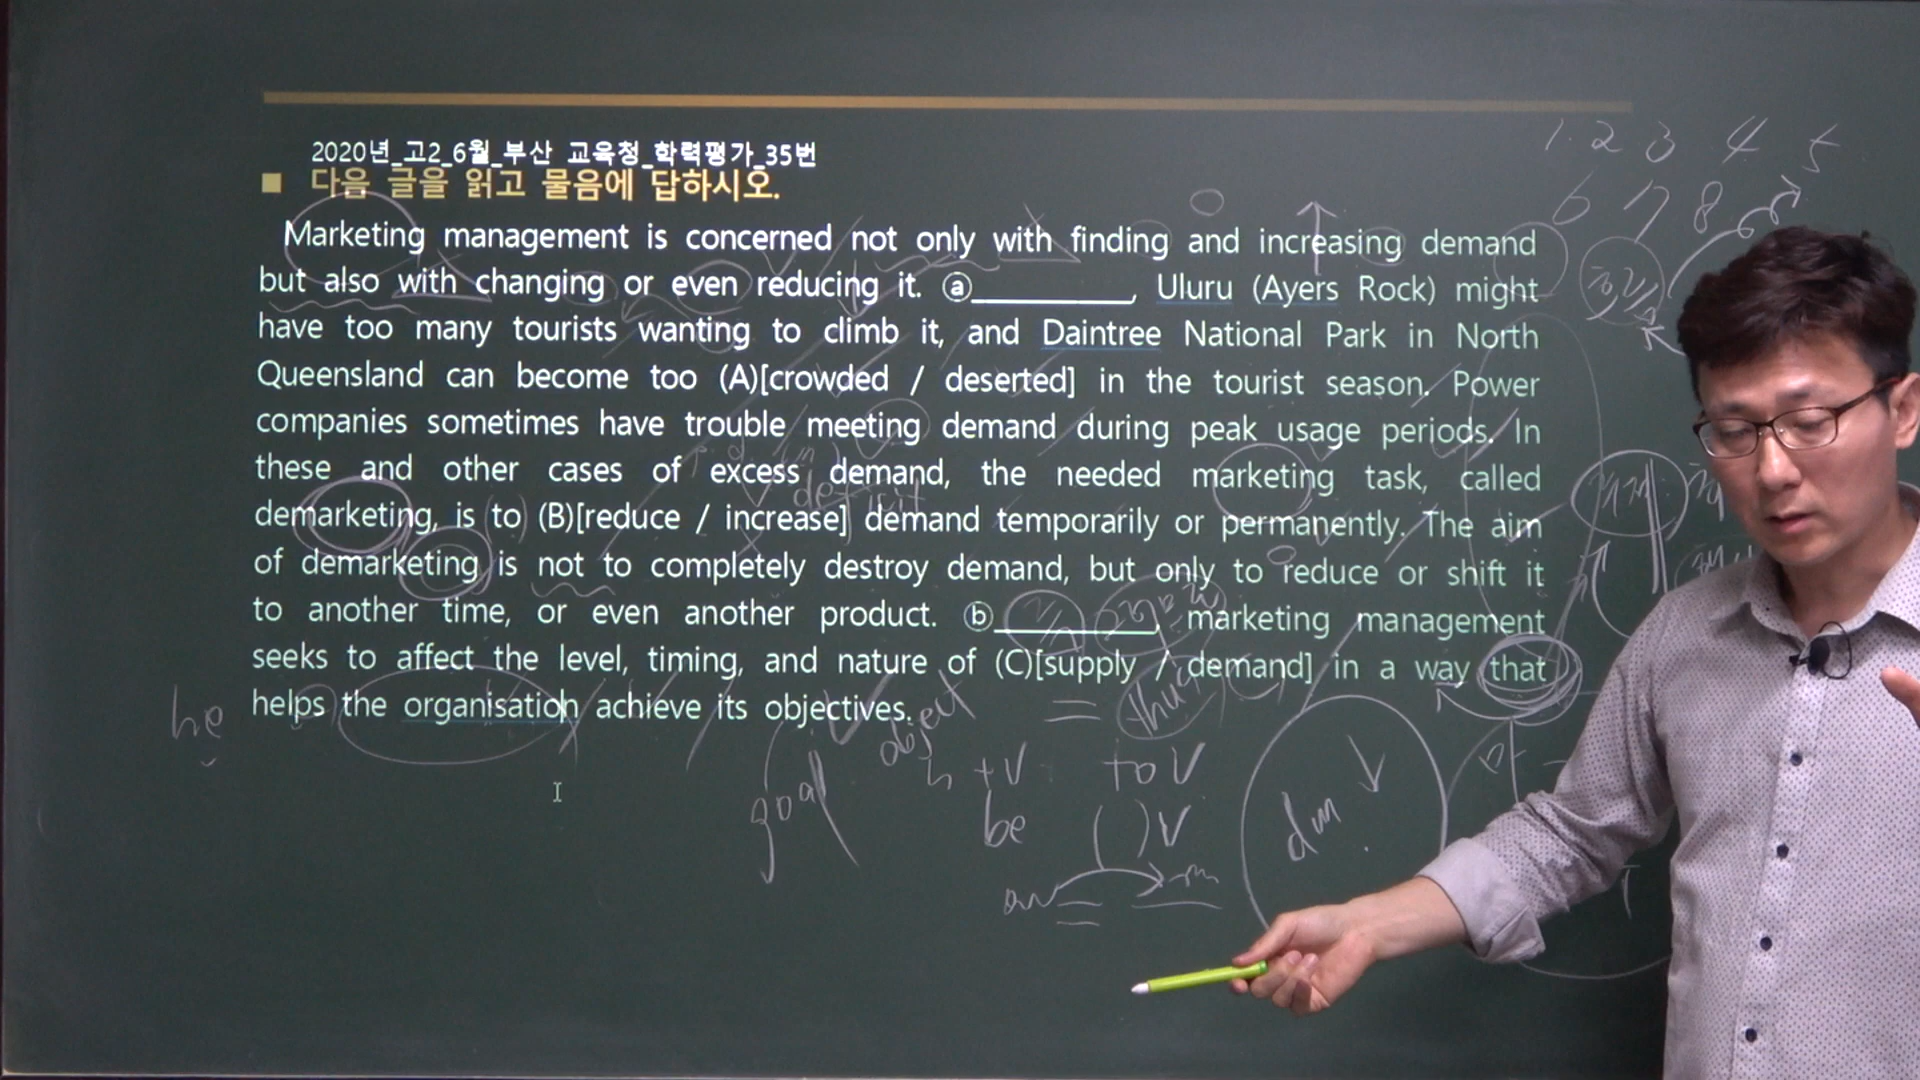 2020년_고2_6월_부산 교육청_학력평가_35번
■ 다음 글을 읽고 물음에 답하시오.
Marketing management is concerned not only with finding and increasing demand
but also with changing or even reducing it. ⓐ____________, Uluru (Ayers Rock) might
have too many tourists wanting to climb it, and Daintree National Park in North
Queensland can become too (A)[crowded / deserted] in the tourist season. Power
companies sometimes have trouble meeting demand during peak usage periods. In
these and other cases of excess demand, the needed marketing task, called
demarketing, is to (B)[reduce / increase] demand temporarily or permanently. The aim
of demarketing is not to completely destroy demand, but only to reduce or shift it
to another time, or even another product. ⓑ____________, marketing management
seeks to affect the level, timing, and nature of (C)[supply / demand] in a way that
helps the organisation achieve its objectives.
1 2 3 4 5
6 7 8
deficit
he
object
thus
goal
+V
to V
be ( ) V
dm